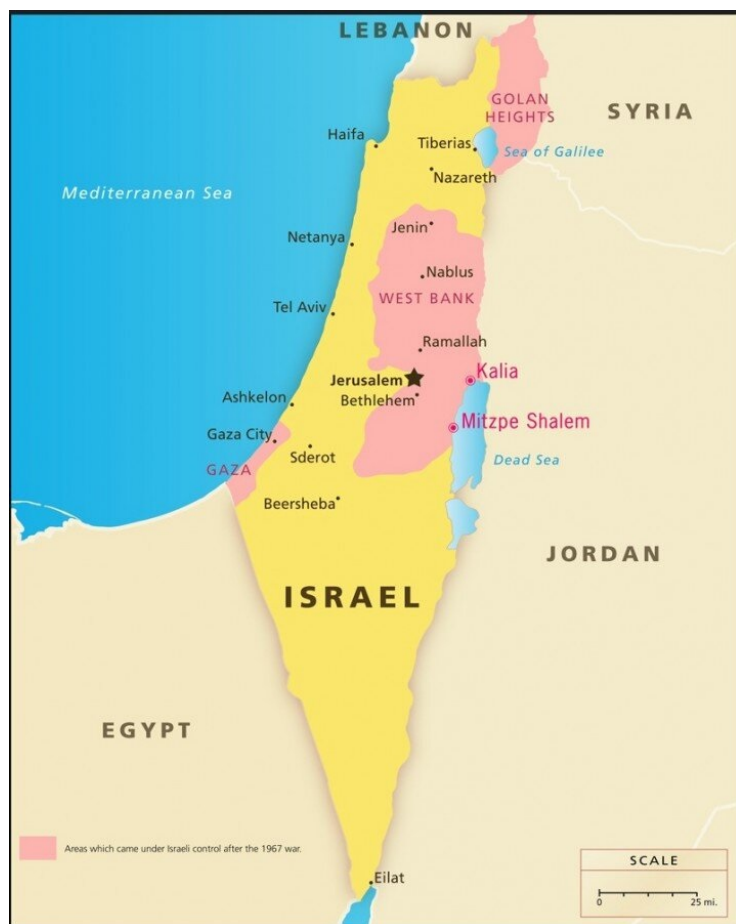 LEBANON
GOLAN
HEIGHTS
SYRIA
Haifa
Tiberias
Sea of Galilee
Nazareth
Mediterranean Sea
Jenin
Netanya
Nablus
WEST BANK
Tel Aviv
Ramallah
Jerusalem
Kalia
Bethlehem
Ashkelon
Mitzpe Shalem
Gaza City
Sderot
Dead Sea
GAZA
Beersheba
JORDAN
ISRAEL
EGYPT
Areas which came under Israeli control after the 1967 war.
SCALE
Eilat
0 25 mi.